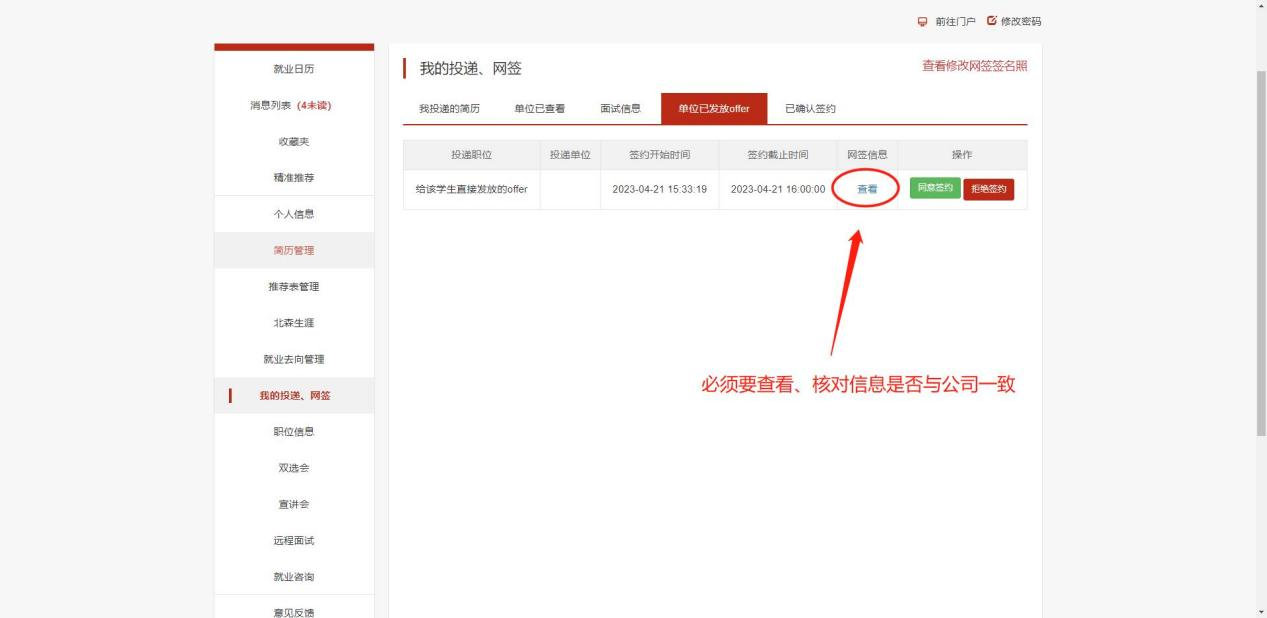 前往门户 修改密码
就业日历
消息列表 (4未读)
收藏夹
精准推荐
个人信息
简历管理
推荐表管理
北森生涯
就业去向管理
我的投递、网签
职位信息
双选会
宣讲会
远程面试
就业咨询
意见反馈
我的投递、网签 查看修改网签签名照
我投递的简历 单位已查看 面试信息 单位已发放offer 已确认签约
投递职位 投递单位 签约开始时间 签约截止时间 网签信息 操作
给该学生直接发放的offer 2023-04-21 15:33:19 2023-04-21 16:00:00 查看 同意签约 拒绝签约
必须要查看、核对信息是否与公司一致